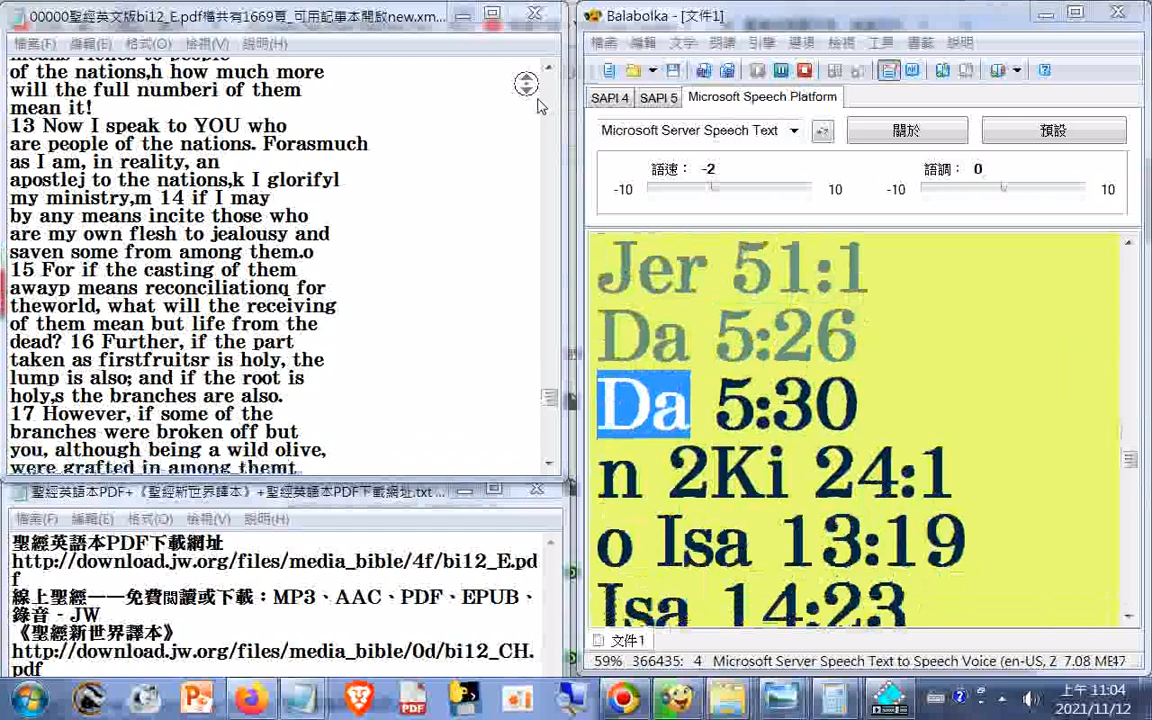 00000聖經英文版bi12_E.pdf檔共有1669頁_可用記事本開啟new.xm...
檔案(F) 編輯(E) 格式(O) 檢視(V) 說明(H)
means riches to people
of the nations,h how much more
will the full numberi of them
mean it!
13 Now I speak to YOU who
are people of the nations. Forasmuch
as I am, in reality, an
apostlej to the nations,k I glorifyl
my ministry,m 14 if I may
by any means incite those who
are my own flesh to jealousy and
saven some from among them.o
15 For if the casting of them
awayp means reconciliationq for
theworld, what will the receiving
of them mean but life from the
dead? 16 Further, if the part
taken as firstfruitsr is holy, the
lump is also; and if the root is
holy,s the branches are also.
17 However, if some of the
branches were broken off but
you, although being a wild olive,
were grafted in among themt
聖經英語本PDF+《聖經新世界譯本》+聖經英語本PDF下載網址.txt ...
檔案(F) 編輯(E) 格式(O) 檢視(V) 說明(H)
聖經英語本PDF下載網址
http://download.jw.org/files/media_bible/4f/bi12_E.pd
f
線上聖經——免費閱讀或下載：MP3、AAC、PDF、EPUB、
錄音 - JW
《聖經新世界譯本》
http://download.jw.org/files/media_bible/0d/bi12_CH.
pdf
Balabolka - [文件1]
檔案 編輯 文字 朗讀 引擎 選項 檢視 工具 書籤 說明
SAPI 4 SAPI 5 Microsoft Speech Platform
Microsoft Server Speech Text 關於 預設
語速： -2 語調： 0
-10 10 -10 10
Jer 51:1
Da 5:26
Da 5:30
n 2Ki 24:1
o Isa 13:19
Isa 14:23
文件1
59% 366435: 4 Microsoft Server Speech Text to Speech Voice (en-US, Z 7.08 ME47
上午 11:04
2021/11/12